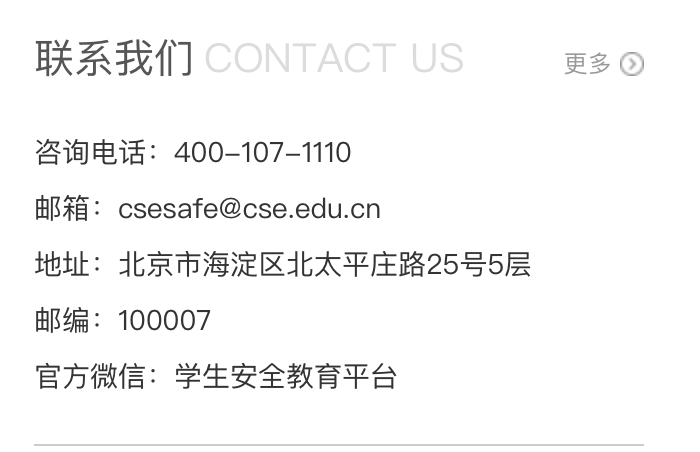 联系我们 CONTACT US 更多
咨询电话：400-107-1110
邮箱：csesafe@cse.edu.cn
地址：北京市海淀区北太平庄路25号5层
邮编：100007
官方微信：学生安全教育平台